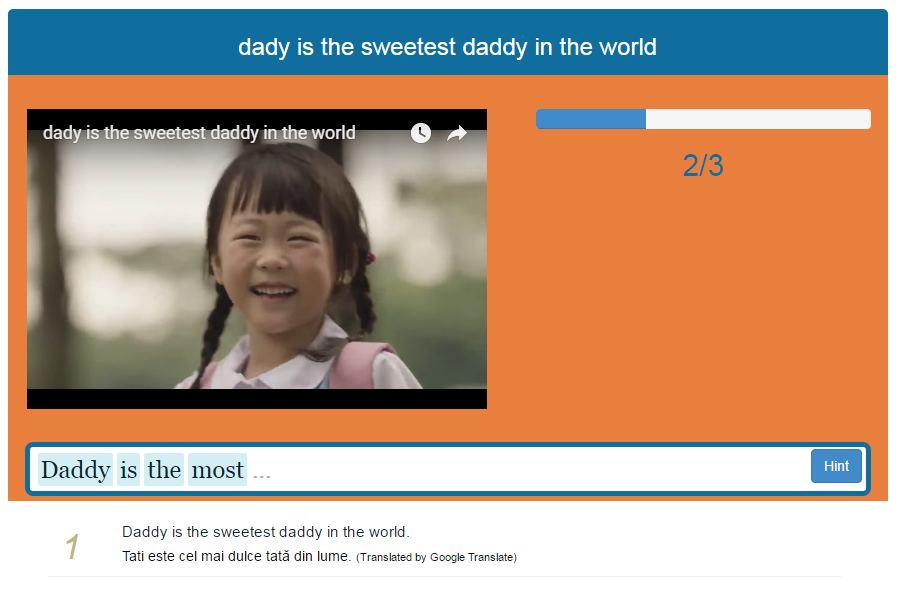 dady is the sweetest daddy in the world
dady is the sweetest daddy in the world
2/3
Daddy is the most ...
Hint
1
Daddy is the sweetest daddy in the world.
Tati este cel mai dulce tată din lume. (Translated by Google Translate)